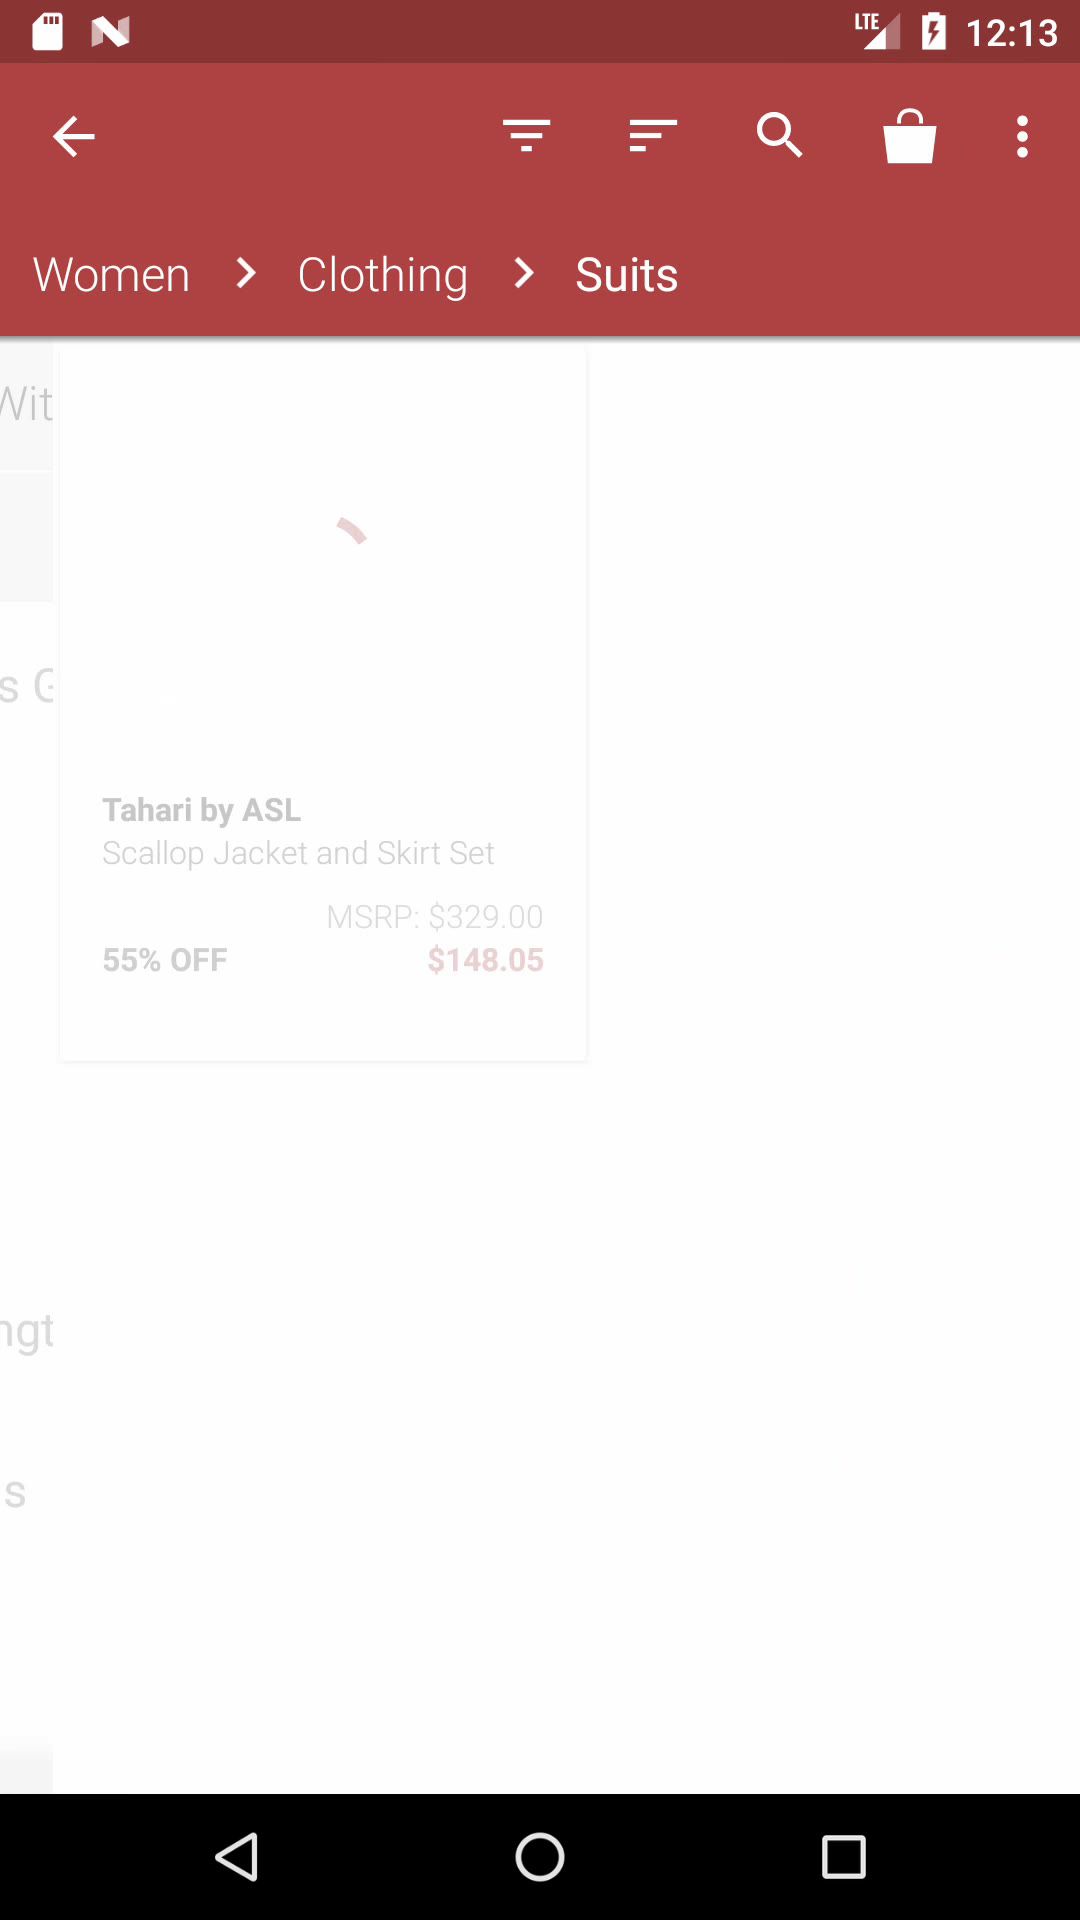 LTE 12:13
Women Clothing Suits
Wit
s G
Tahari by ASL
Scallop Jacket and Skirt Set
MSRP: $329.00
55% OFF $148.05
ngt
s